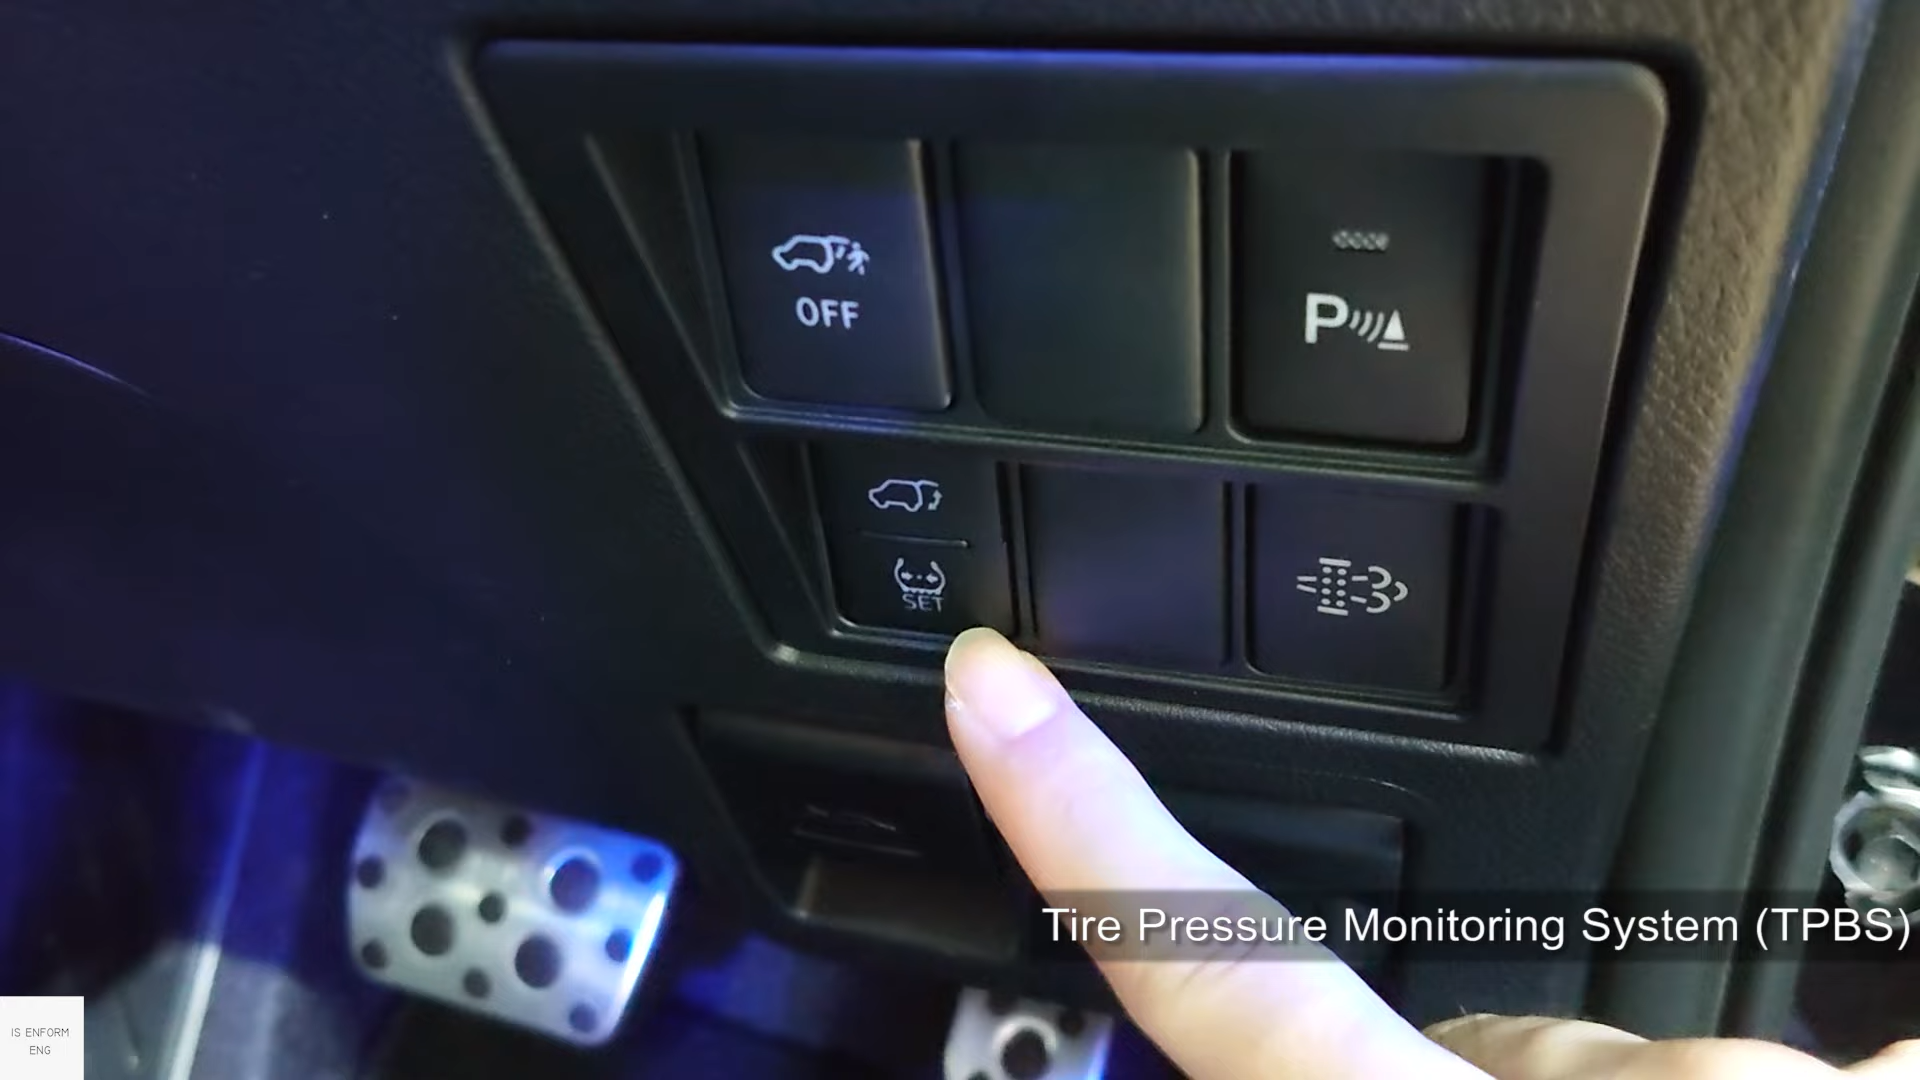 OFF
P
SET
Tire Pressure Monitoring System (TPBS)
IS ENFORM
ENG